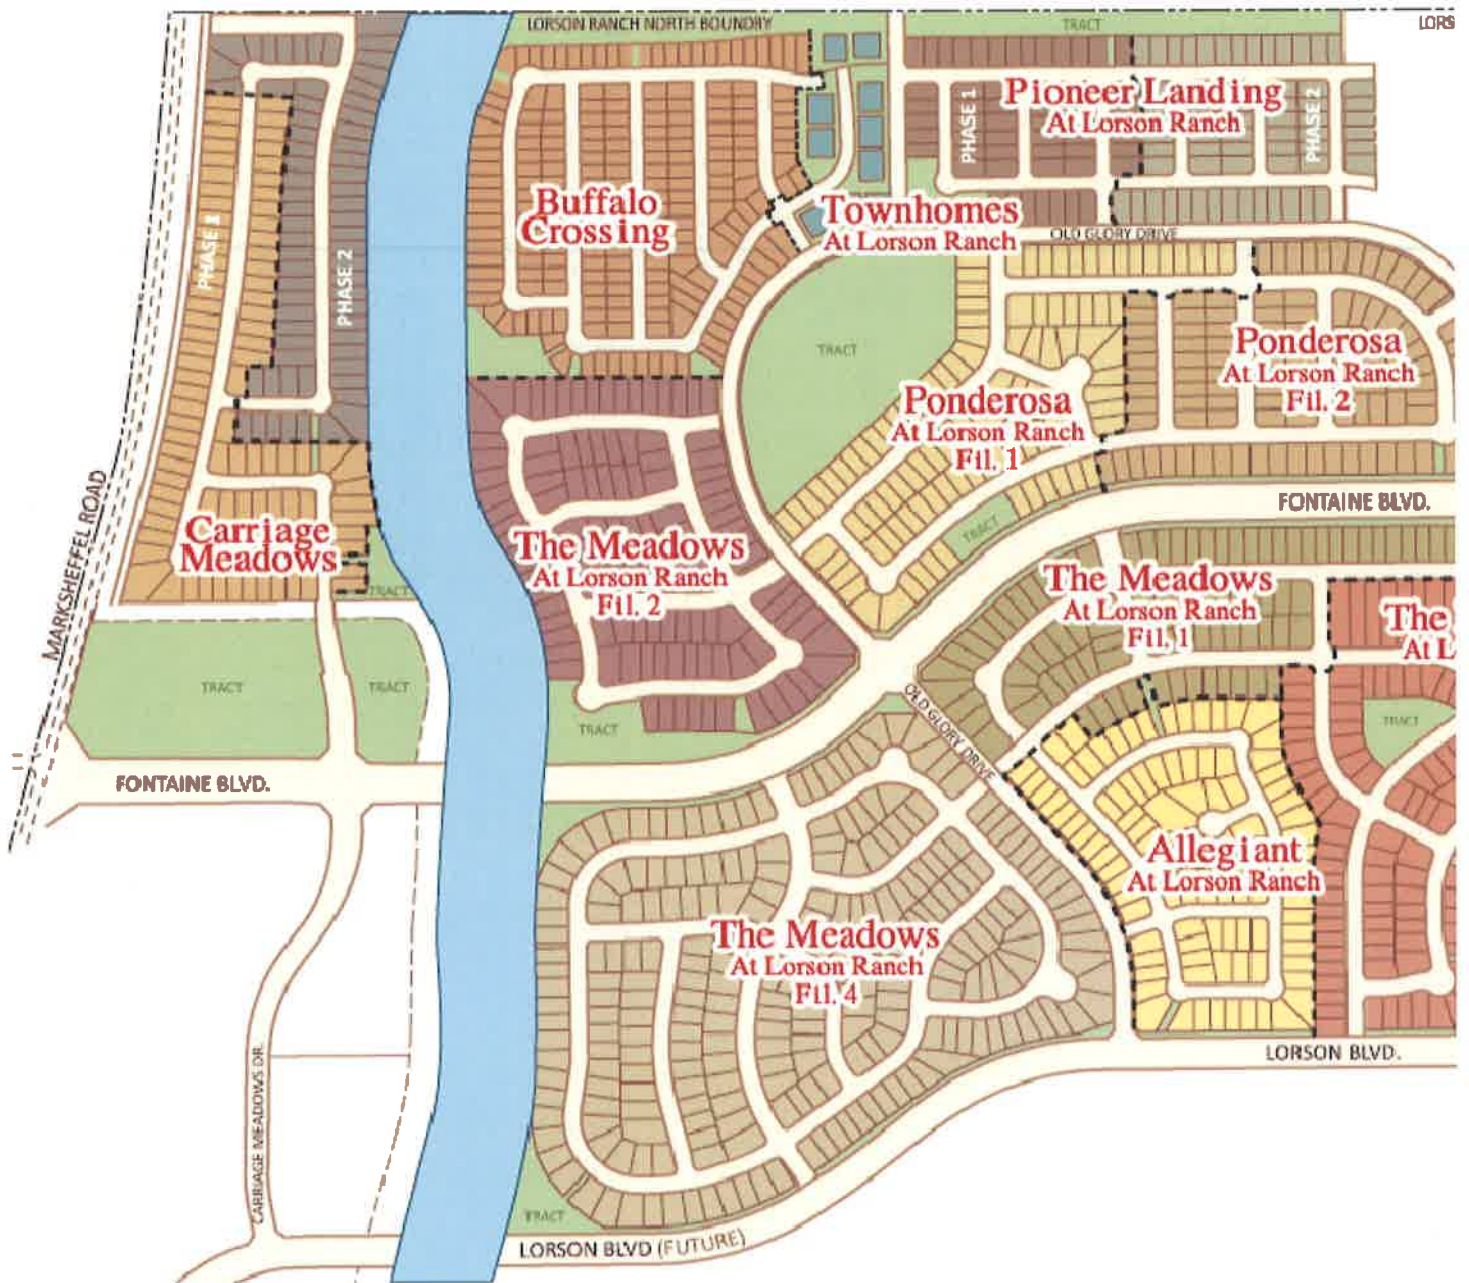 LORSON RANCH NORTH BOUNDRY
TRACT
LORS
Pioneer Landing
At Lorson Ranch
PHASE 1
PHASE 2
Buffalo
Crossing
Townhomes
At Lorson Ranch
OLD GLORY DRIVE
PHASE 1
PHASE 2
TRACT
Ponderosa
At Lorson Ranch
Fil. 2
Ponderosa
At Lorson Ranch
Fil. 1
MARKSHEFFEL ROAD
FONTAINE BLVD.
Carriage
Meadows
The Meadows
At Lorson Ranch
Fil. 2
TRACT
The Meadows
At Lorson Ranch
Fil. 1
TRACT
The
At L
TRACT
TRACT
TRACT
OLD GLORY DRIVE
TRACT
FONTAINE BLVD.
Allegiant
At Lorson Ranch
The Meadows
At Lorson Ranch
Fil. 4
CARRIAGE MEADOWS DR.
LORSON BLVD.
TRACT
LORSON BLVD (FUTURE)